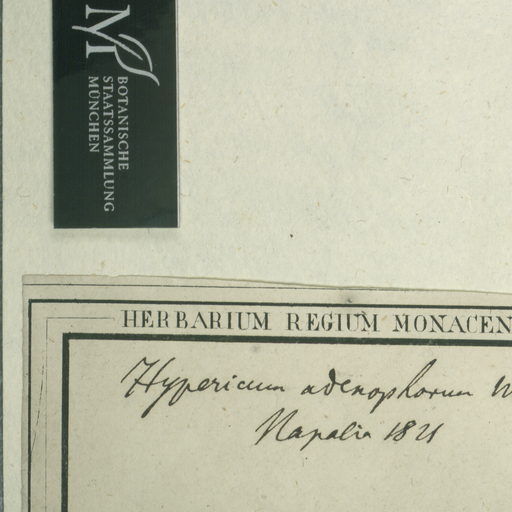 M
BOTANISCHE
STAATSSAMMLUNG
MÜNCHEN
HERBARIUM REGIUM MONACEN
Hypericum adenophorum W
Napalia 1821